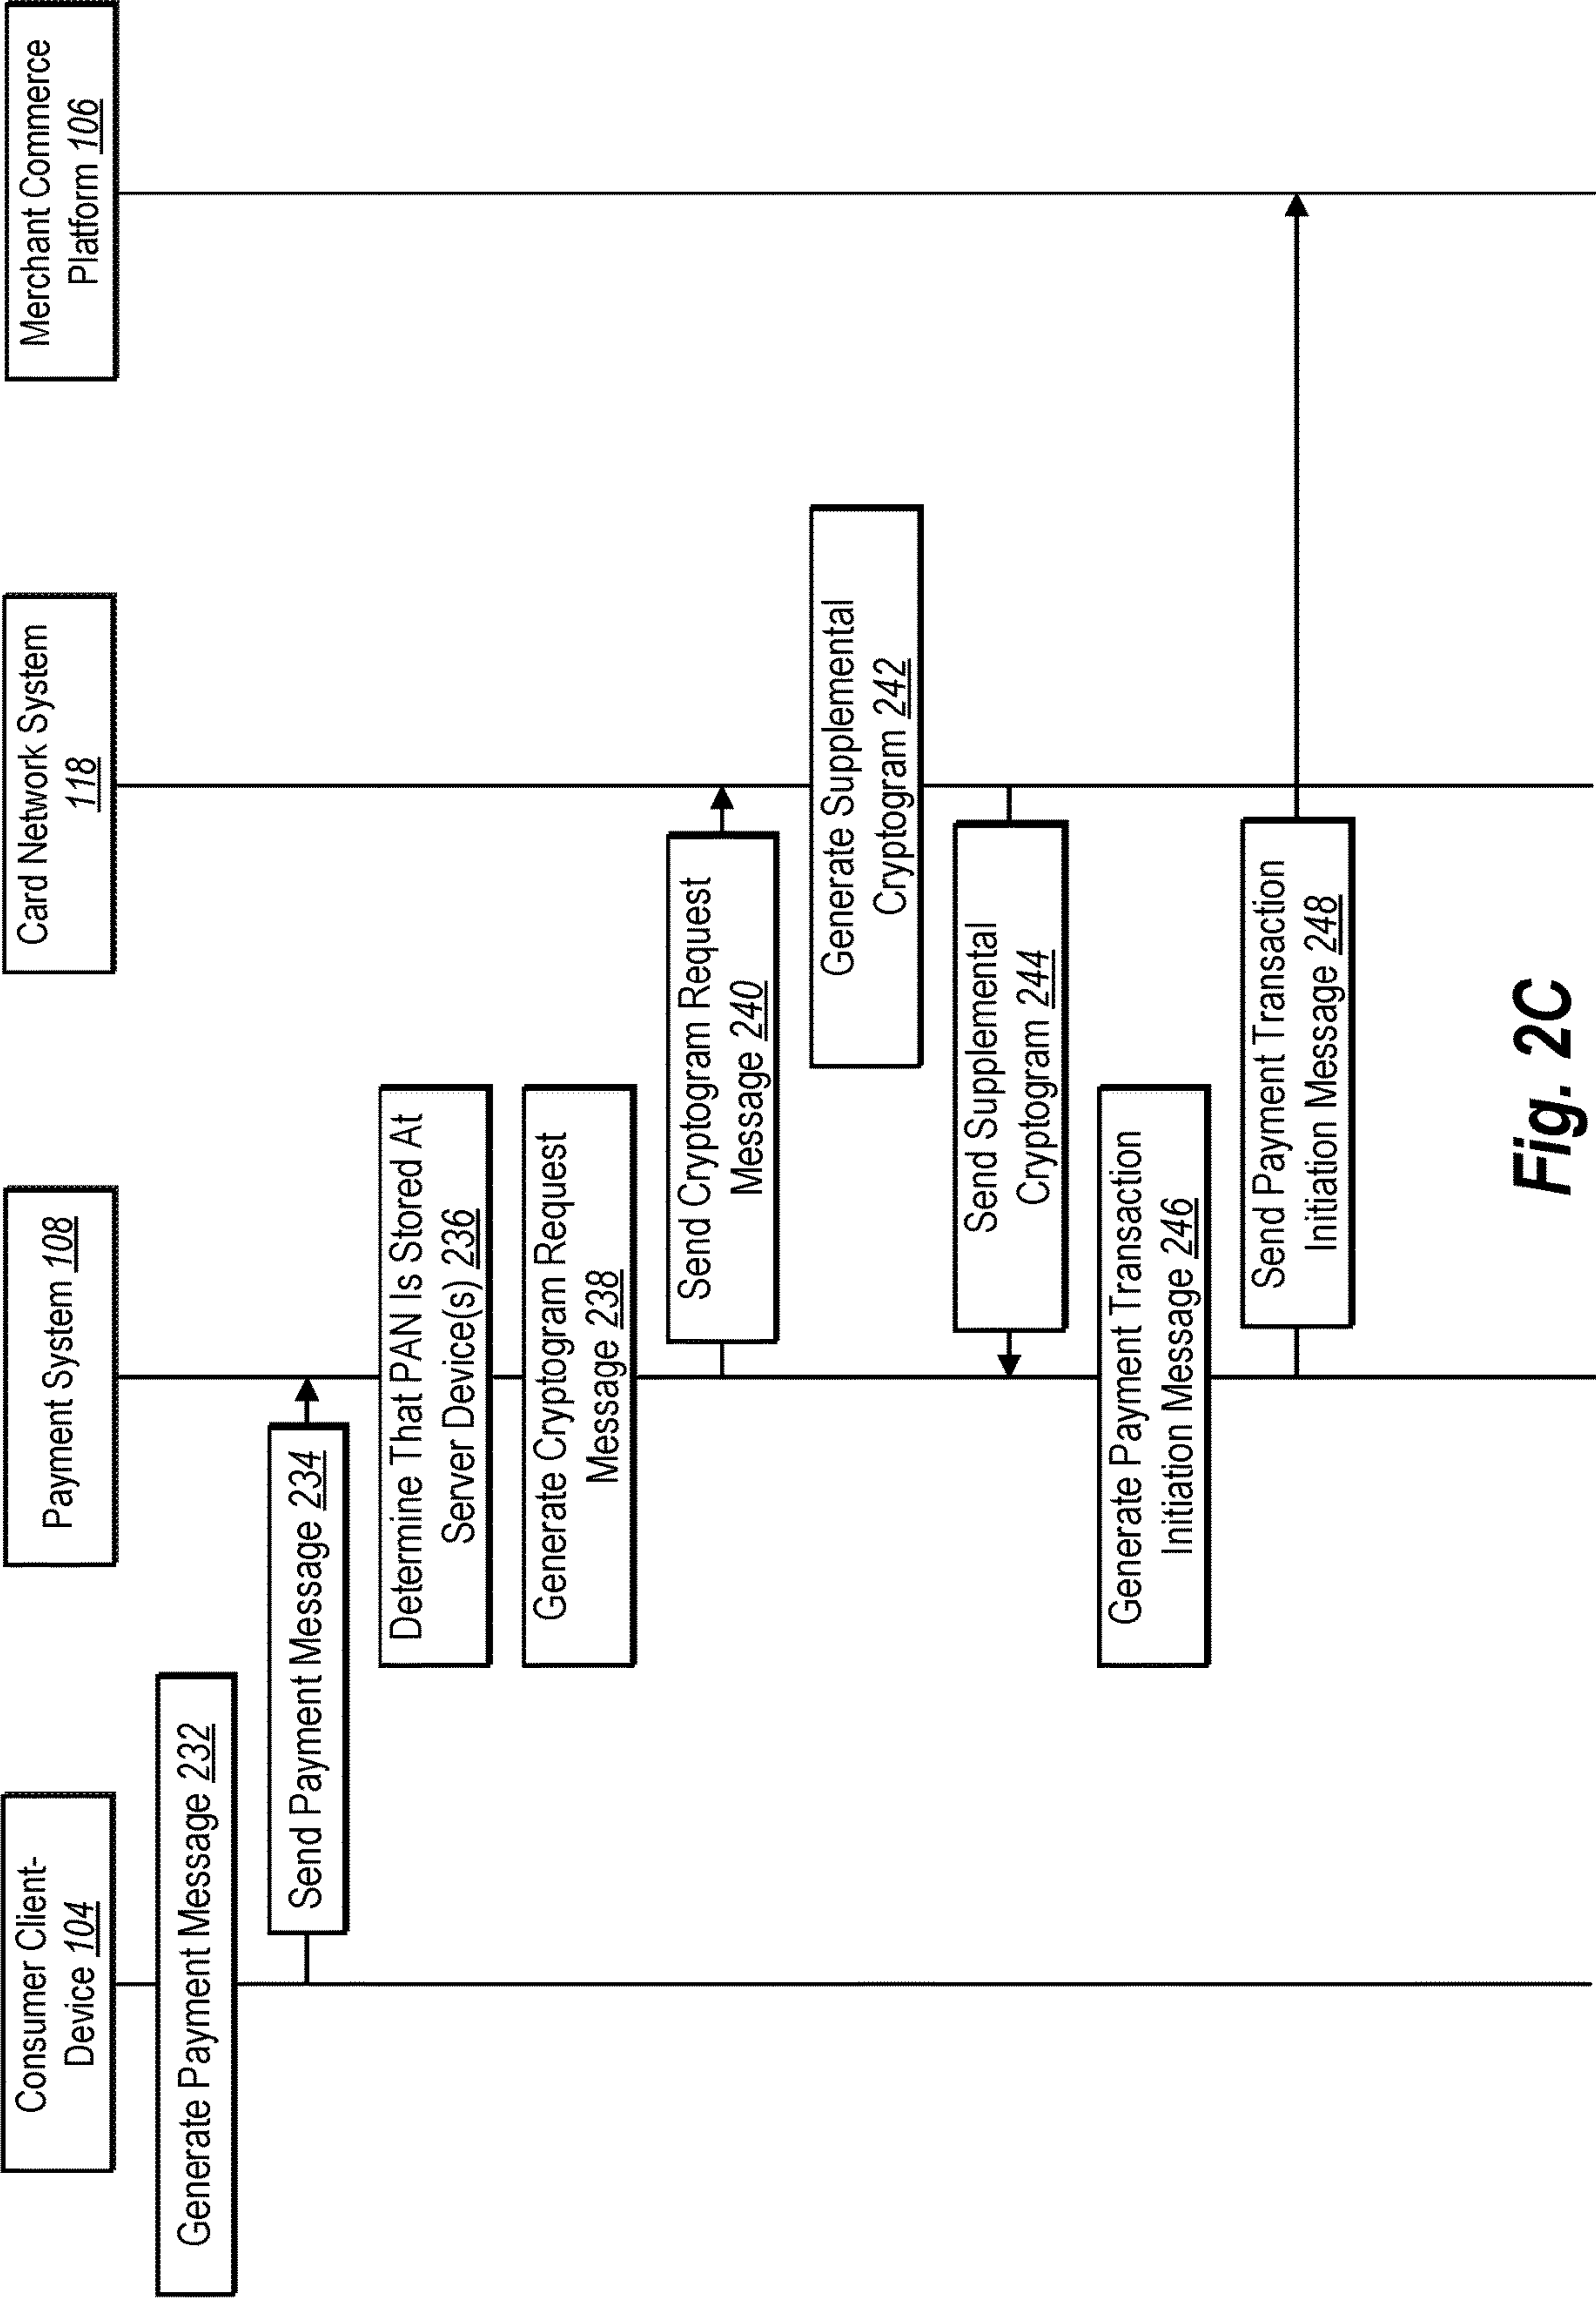 Consumer Client-
Device 104
Payment System 108
Card Network System
118
Merchant Commerce
Platform 106
Generate Payment Message 232
Send Payment Message 234
Determine That PAN Is Stored At
Server Device(s) 236
Generate Cryptogram Request
Message 238
Send Cryptogram Request
Message 240
Generate Supplemental
Cryptogram 242
Send Supplemental
Cryptogram 244
Generate Payment Transaction
Initiation Message 246
Send Payment Transaction
Initiation Message 248
Fig. 2C